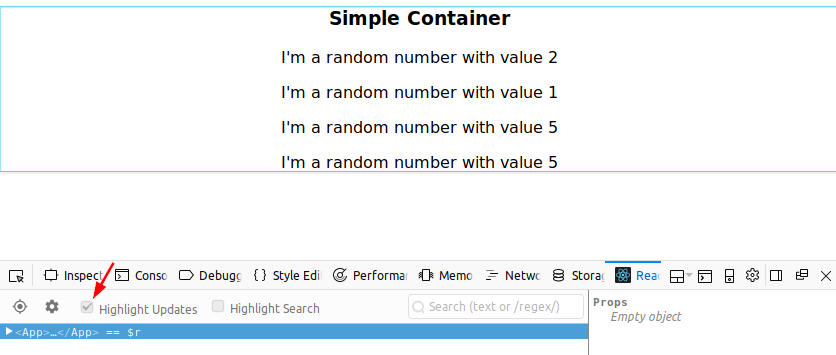 Simple Container
I'm a random number with value 2
I'm a random number with value 1
I'm a random number with value 5
I'm a random number with value 5
Inspec Conso Debugg { } Style Edi Performa Memo Netwo Storag Reac
Highlight Updates Highlight Search Search (text or /regex/) Props
<App>…</App> == $r Empty object